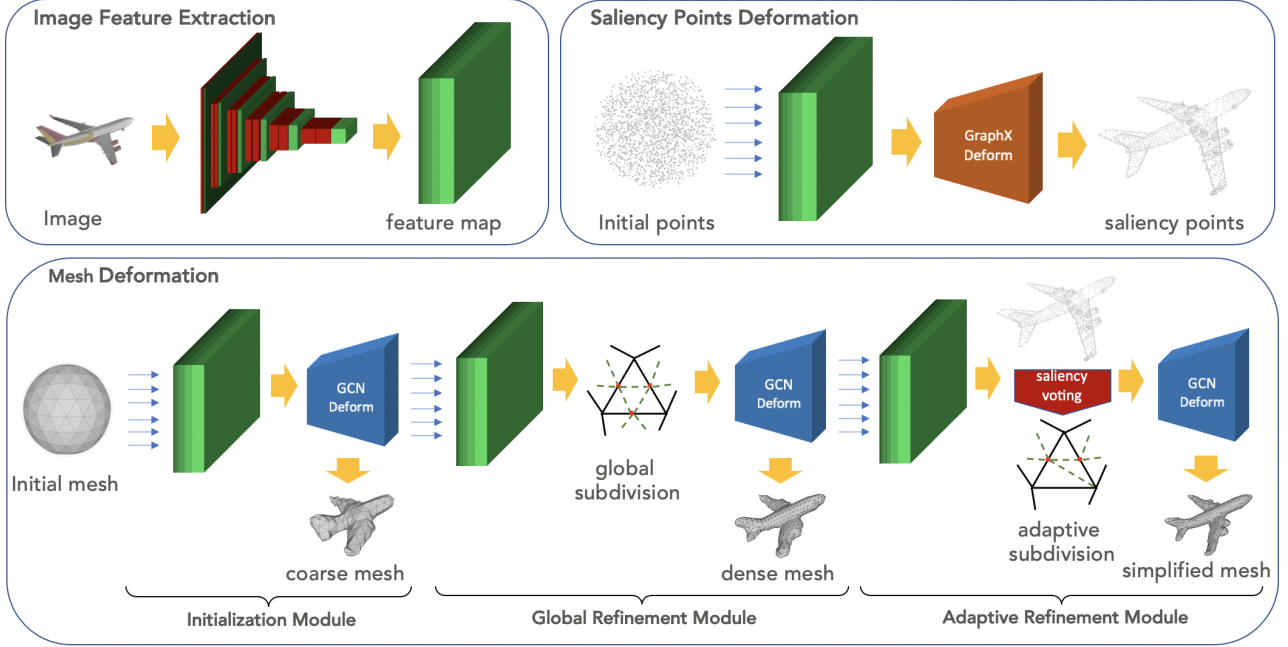 Image Feature Extraction
Image
feature map
Saliency Points Deformation
Initial points
GraphX
Deform
saliency points
Mesh Deformation
Initial mesh
GCN
Deform
coarse mesh
Initialization Module
global
subdivision
GCN
Deform
dense mesh
Global Refinement Module
saliency
voting
adaptive
subdivision
GCN
Deform
simplified mesh
Adaptive Refinement Module